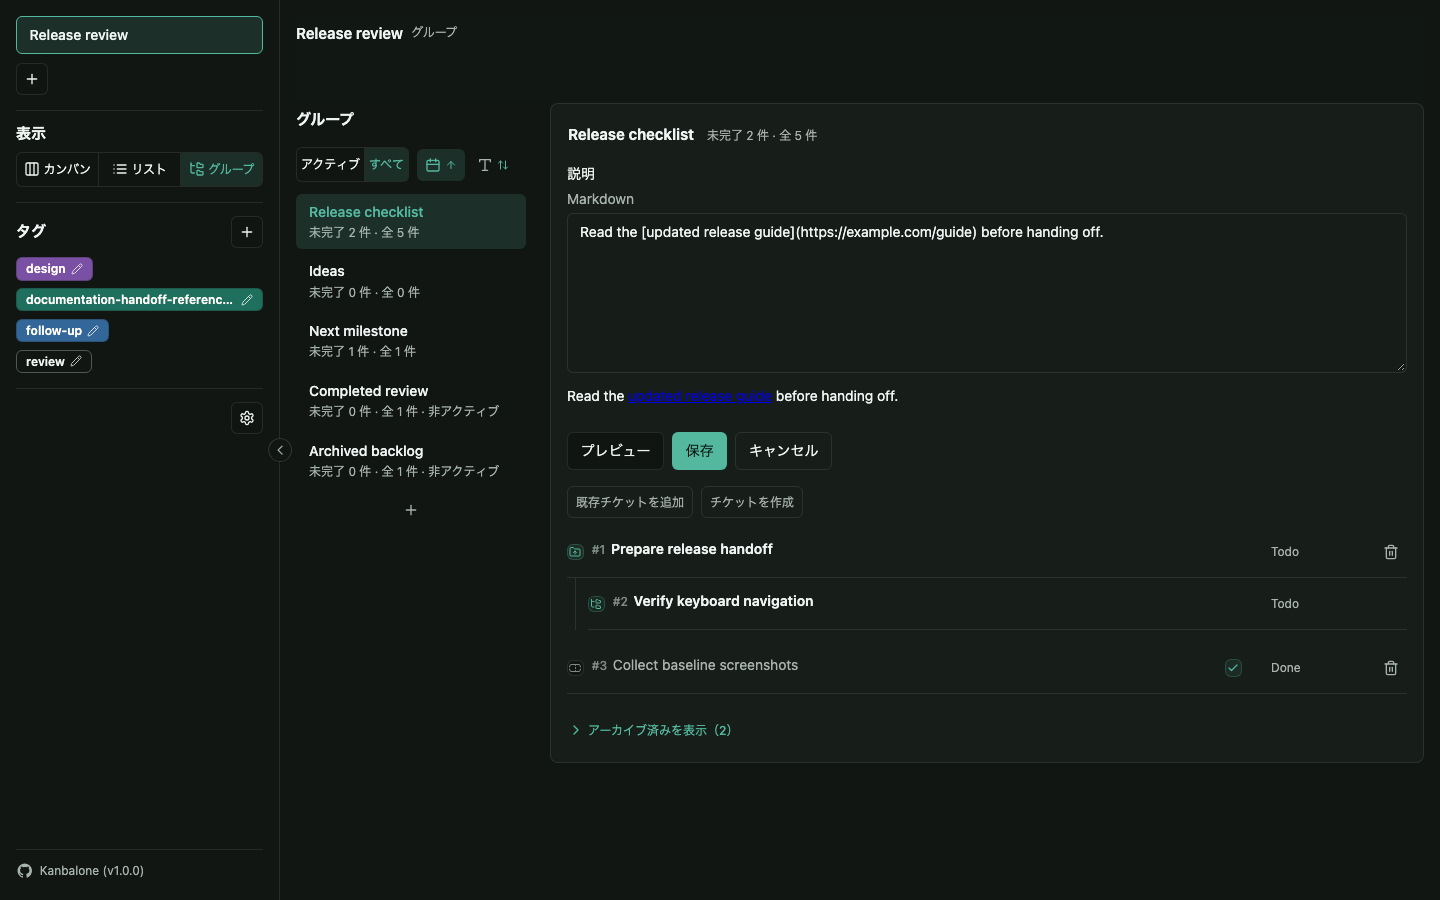 Release review
表示
カンバン リスト グループ
タグ
design
documentation-handoff-referenc...
follow-up
review
Kanbalone (v1.0.0)
Release review グループ
グループ
アクティブ すべて
Release checklist
未完了 2 件 · 全 5 件
Ideas
未完了 0 件 · 全 0 件
Next milestone
未完了 1 件 · 全 1 件
Completed review
未完了 0 件 · 全 1 件 · 非アクティブ
Archived backlog
未完了 0 件 · 全 1 件 · 非アクティブ
Release checklist 未完了 2 件 · 全 5 件
説明
Markdown
Read the [updated release guide](https://example.com/guide) before handing off.
Read the updated release guide before handing off.
プレビュー 保存 キャンセル
既存チケットを追加 チケットを作成
#1 Prepare release handoff Todo
#2 Verify keyboard navigation Todo
#3 Collect baseline screenshots Done
アーカイブ済みを表示（2）